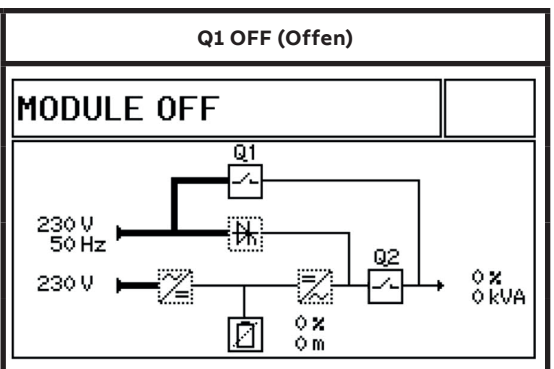 Q1 OFF (Offen)
MODULE OFF
Q1
230 V
50 Hz
Q2
230 V
0 %
0 kVA
0 %
0 m